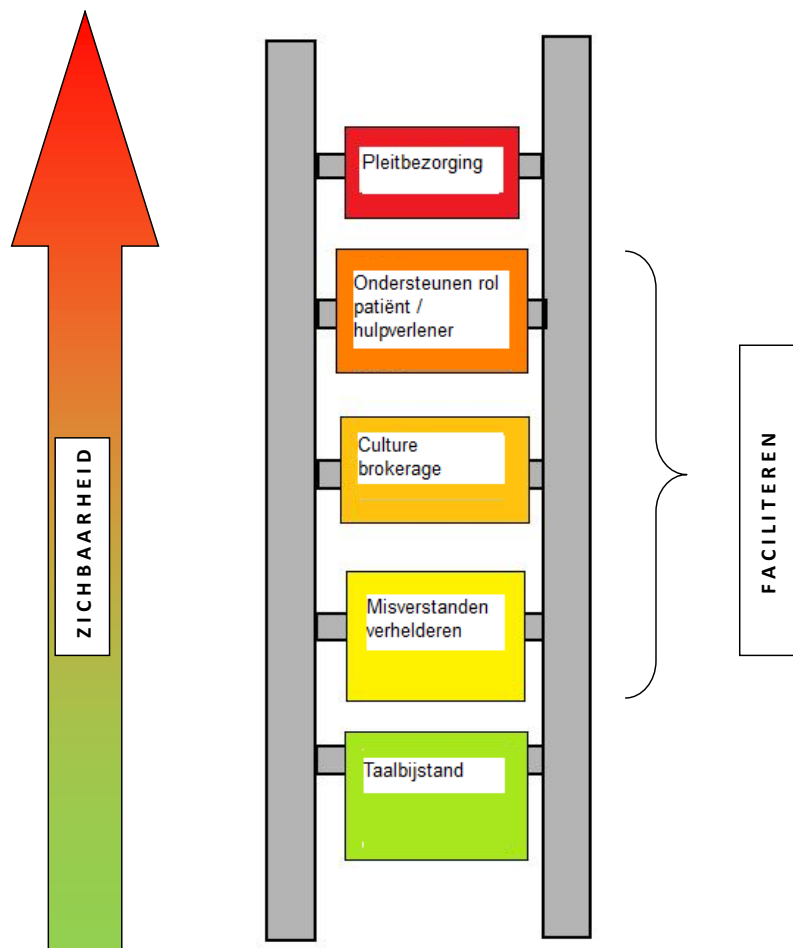 Pleitbezorging
Ondersteunen rol
patiënt /
hulpverlener
Culture
brokerage
Misverstanden
verhelderen
Taalbijstand
ZICHBAARHEID
FACILITEREN